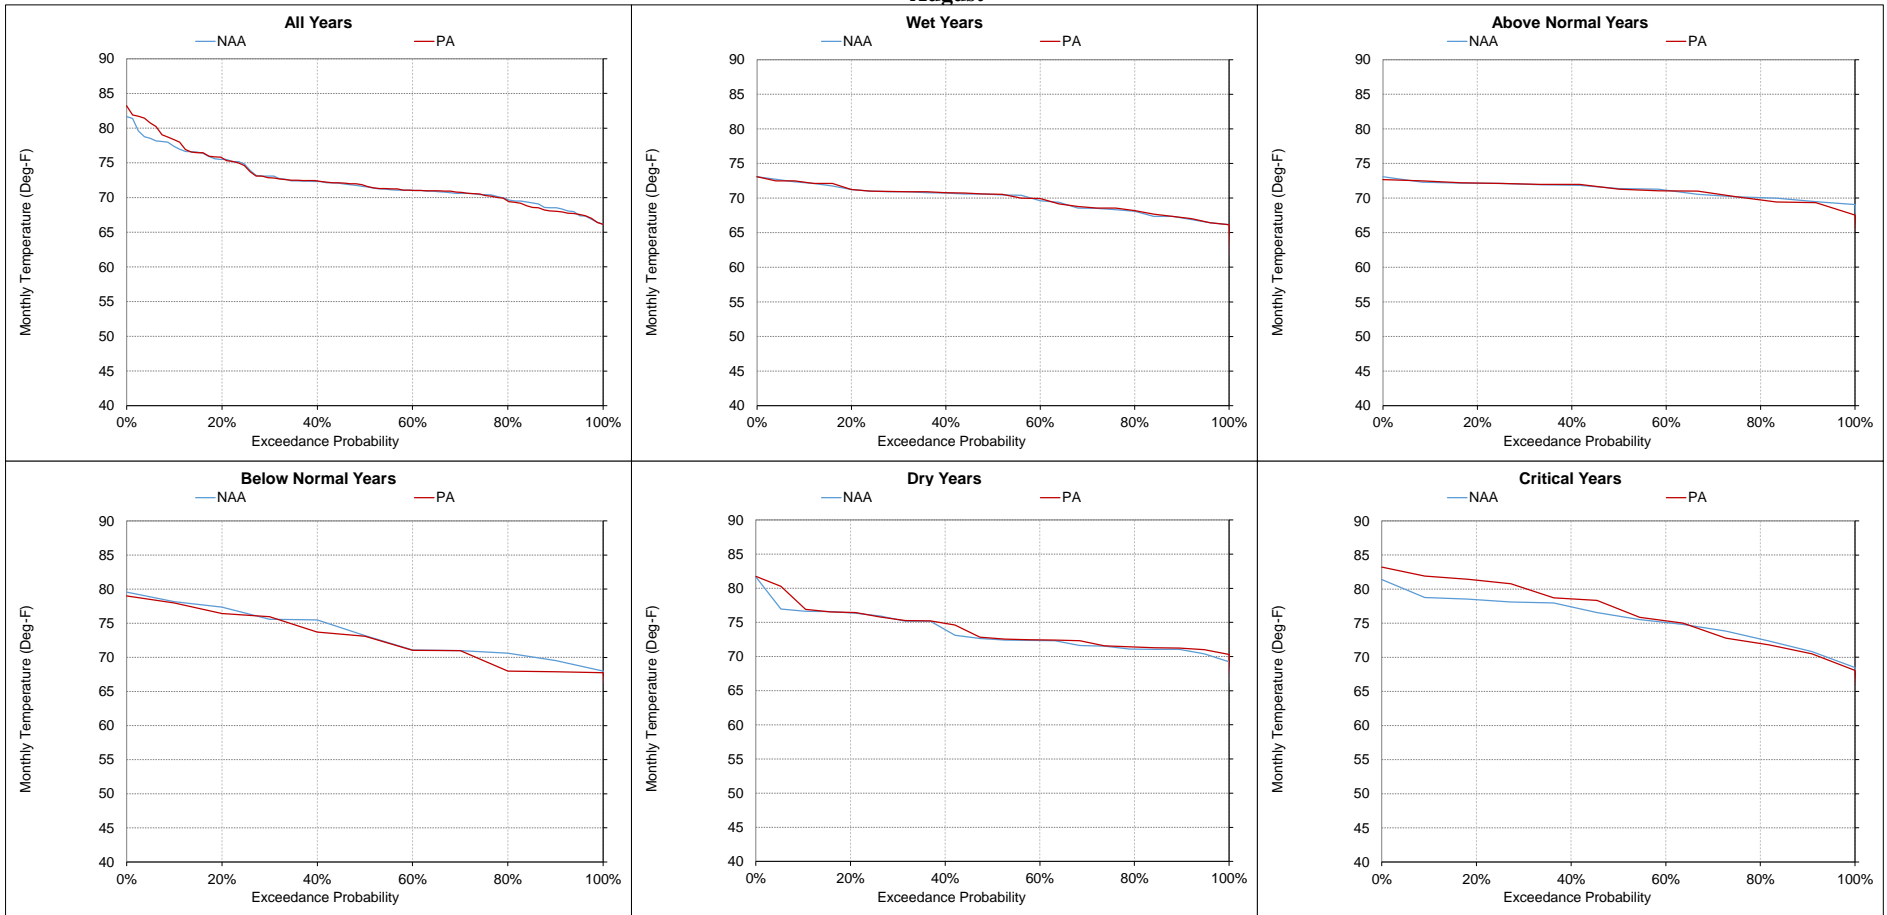 August
All Years
NAA PA
Monthly Temperature (Deg-F)
90
85
80
75
70
65
60
55
50
45
40
0% 20% 40% 60% 80% 100%
Exceedance Probability
Wet Years
NAA PA
Monthly Temperature (Deg-F)
90
85
80
75
70
65
60
55
50
45
40
0% 20% 40% 60% 80% 100%
Exceedance Probability
Above Normal Years
NAA PA
Monthly Temperature (Deg-F)
90
85
80
75
70
65
60
55
50
45
40
0% 20% 40% 60% 80% 100%
Exceedance Probability
Below Normal Years
NAA PA
Monthly Temperature (Deg-F)
90
85
80
75
70
65
60
55
50
45
40
0% 20% 40% 60% 80% 100%
Exceedance Probability
Dry Years
NAA PA
Monthly Temperature (Deg-F)
90
85
80
75
70
65
60
55
50
45
40
0% 20% 40% 60% 80% 100%
Exceedance Probability
Critical Years
NAA PA
Monthly Temperature (Deg-F)
90
85
80
75
70
65
60
55
50
45
40
0% 20% 40% 60% 80% 100%
Exceedance Probability